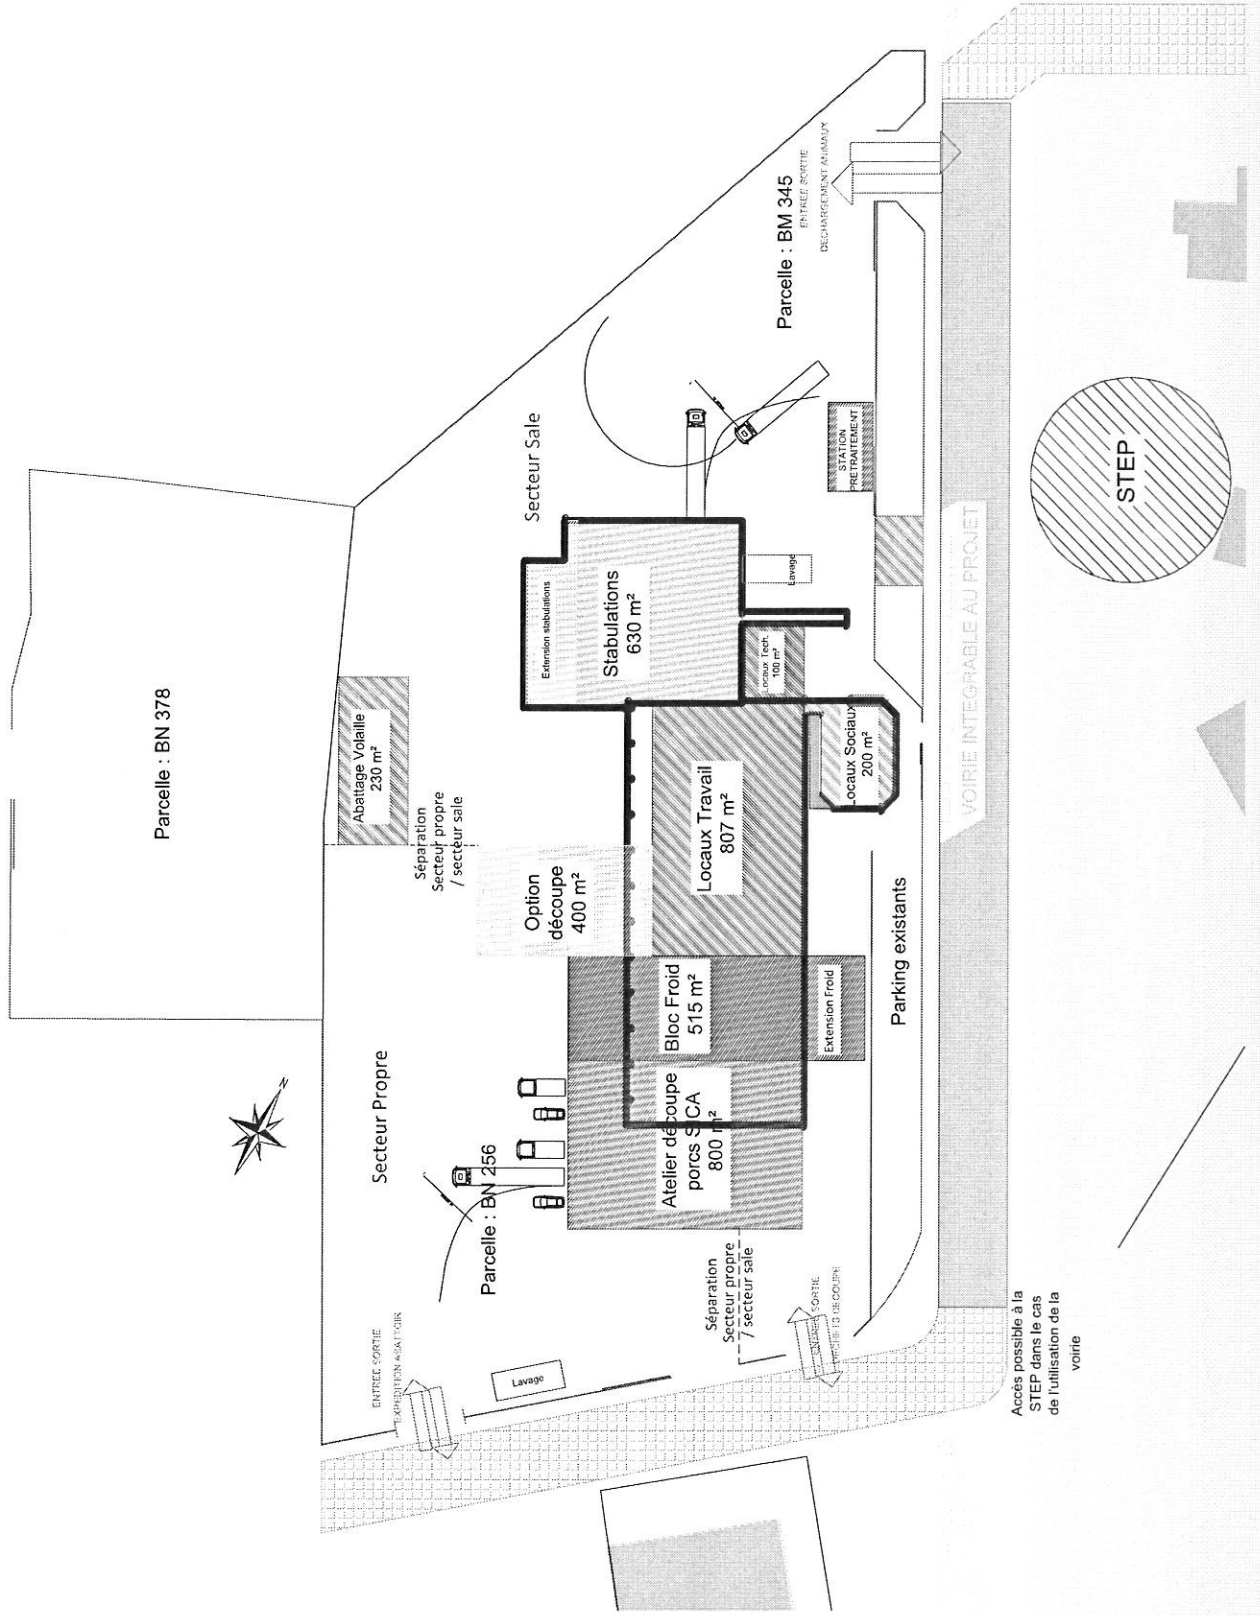 Parcelle : BN 378
Abattage Volaille
230 m²
Séparation
Secteur propre
/ secteur sale
Secteur Propre
Parcelle : BN 256
Secteur Sale
Extension stabulations
Stabulations
630 m²
Option
découpe
400 m²
Locaux Travail
807 m²
Bloc Froid
515 m²
Atelier découpe
porcs SICA
800 m²
Locaux Tech.
100 m²
Locaux Sociaux
200 m²
Extension Froid
Lavage
STATION
PRETRAITEMENT
Parcelle : BM 345
ENTREE SORTIE
DECHARGEMENT ANIMAUX
Parking existants
VOIRIE INTEGRABLE AU PROJET
STEP
ENTREE SORTIE
EXPEDITION ABATTOIR
Lavage
Séparation
Secteur propre
/ secteur sale
ENTREE SORTIE
DECHETS DECOUPE
Accès possible à la
STEP dans le cas
de l'utilisation de la
voirie
N